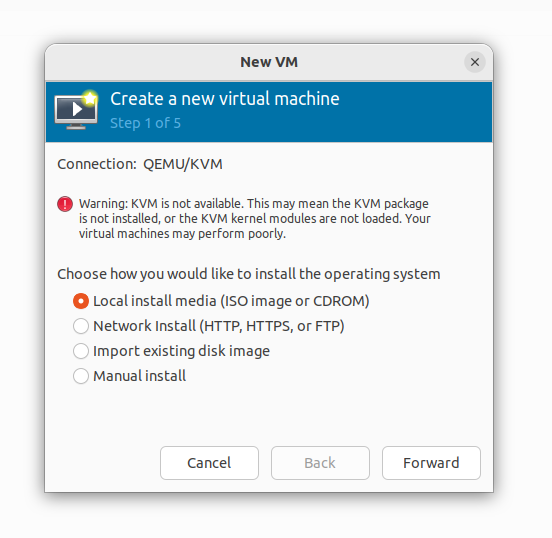 New VM
Create a new virtual machine
Step 1 of 5
Connection: QEMU/KVM
Warning: KVM is not available. This may mean the KVM package
is not installed, or the KVM kernel modules are not loaded. Your
virtual machines may perform poorly.
Choose how you would like to install the operating system
Local install media (ISO image or CDROM)
Network Install (HTTP, HTTPS, or FTP)
Import existing disk image
Manual install
Cancel Back Forward